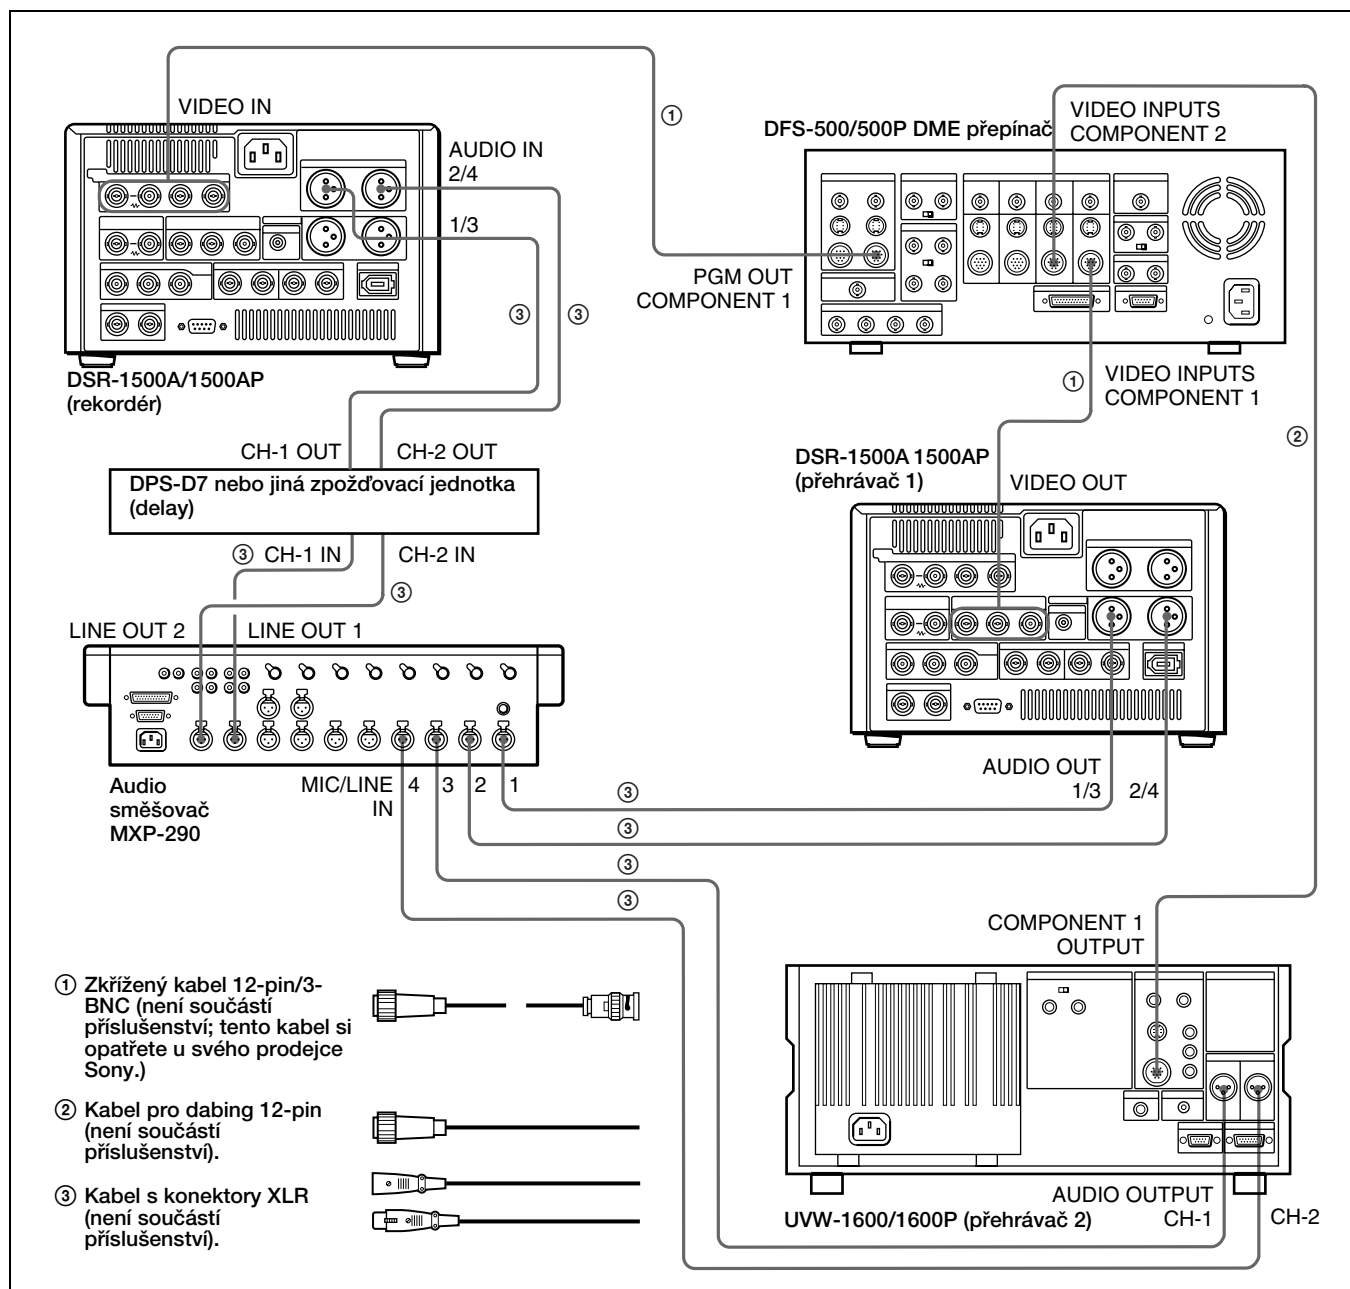 VIDEO IN
AUDIO IN
2/4
1/3
①
DFS-500/500P DME přepínač
VIDEO INPUTS
COMPONENT 2
PGM OUT
COMPONENT 1
③
③
DSR-1500A/1500AP
(rekordér)
①
VIDEO INPUTS
COMPONENT 1
②
CH-1 OUT
CH-2 OUT
DPS-D7 nebo jiná zpožďovací jednotka
(delay)
③ CH-1 IN
CH-2 IN
③
DSR-1500A 1500AP
(přehrávač 1)
VIDEO OUT
LINE OUT 2
LINE OUT 1
Audio
směšovač
MXP-290
MIC/LINE
IN
4
3
2
1
AUDIO OUT
1/3
2/4
③
③
③
③
COMPONENT 1
OUTPUT
① Zkřížený kabel 12-pin/3-
BNC (není součástí
příslušenství; tento kabel si
opatřete u svého prodejce
Sony.)
② Kabel pro dabing 12-pin
(není součástí
příslušenství).
③ Kabel s konektory XLR
(není součástí
příslušenství).
AUDIO OUTPUT
CH-1
CH-2
UVW-1600/1600P (přehrávač 2)